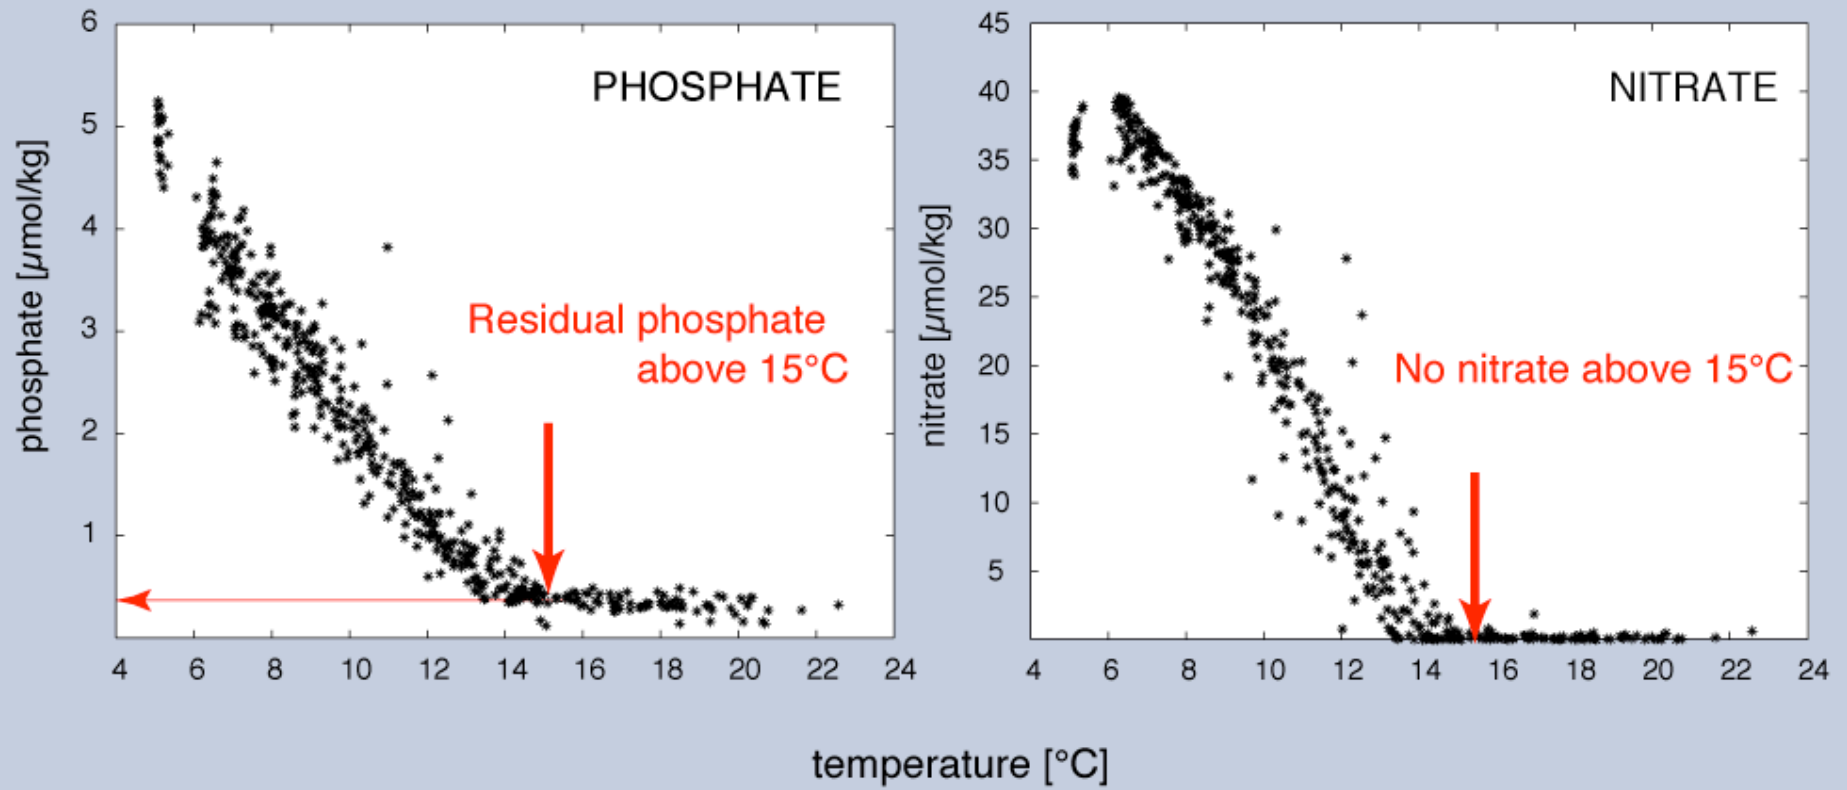 PHOSPHATE
phosphate [µmol/kg]
6
5
4
3
2
1
Residual phosphate
above 15°C
4 6 8 10 12 14 16 18 20 22 24
NITRATE
nitrate [µmol/kg]
45
40
35
30
25
20
15
10
5
No nitrate above 15°C
4 6 8 10 12 14 16 18 20 22 24
temperature [°C]